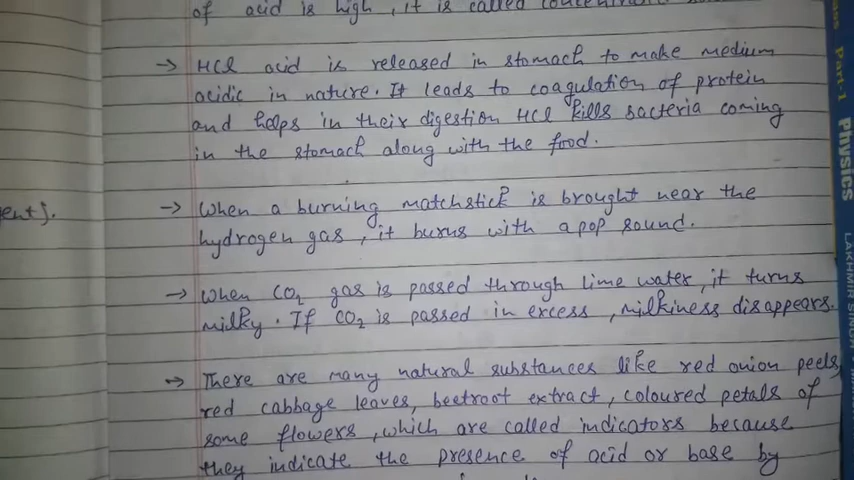 of acid is high, it is called
→ HCl acid is released in stomach to make medium
acidic in nature. It leads to coagulation of protein
and helps in their digestion HCl kills bacteria coming
in the stomach along with the food.
ent).
→ When a burning matchstick is brought near the
hydrogen gas, it burns with a pop sound.
→ When CO₂ gas is passed through lime water, it turns
milky. If CO₂ is passed in excess, milkiness disappears.
→ There are many natural substances like red onion peels,
red cabbage leaves, beetroot extract, coloured petals of
some flowers, which are called indicators because
they indicate the presence of acid or base by
Part-1 Physics
LAKHMIR SINGH